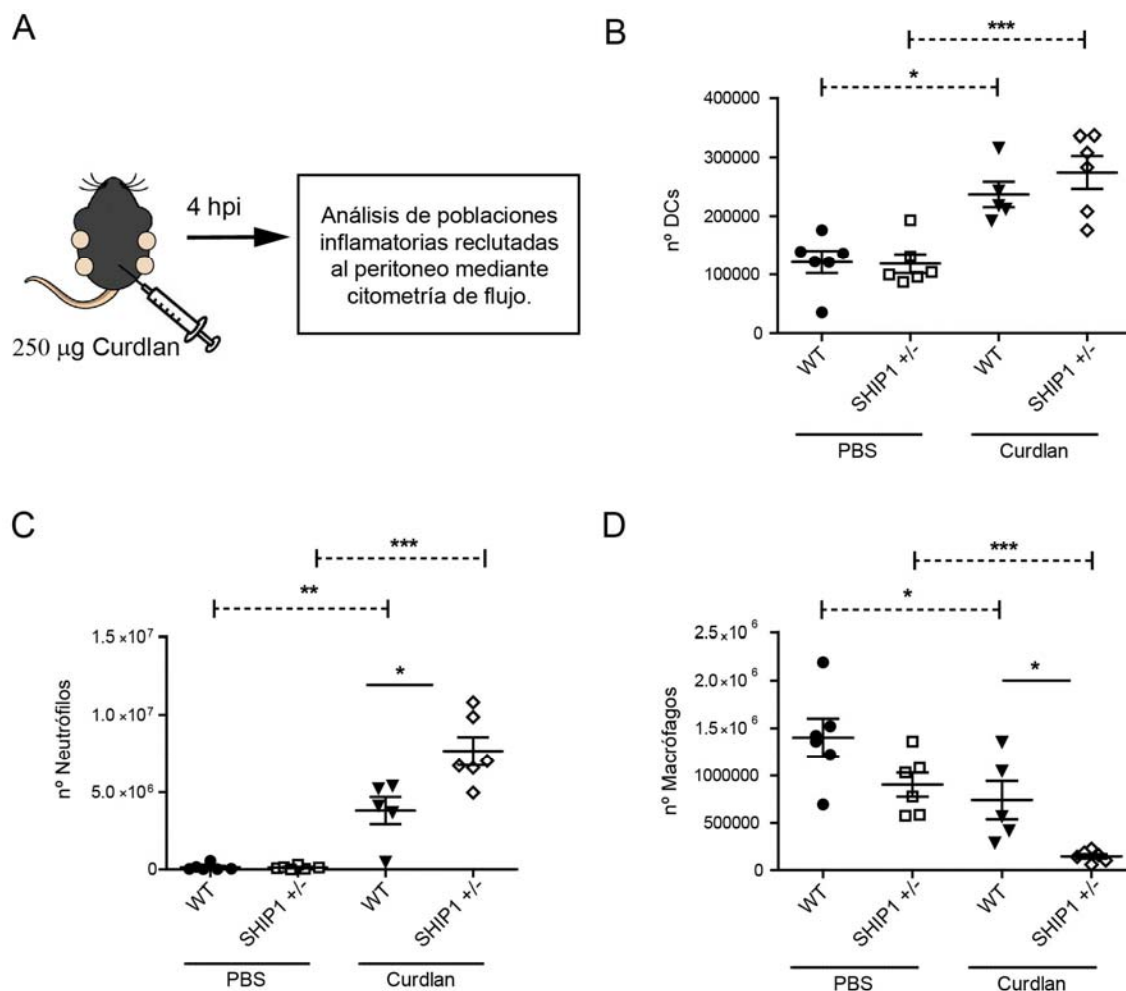 A
4 hpi
250 μg Curdlan
Análisis de poblaciones
inflamatorias reclutadas
al peritoneo mediante
citometría de flujo.
B
***
*
400000
300000
200000
100000
0
nº DCs
WT
SHIP1 +/-
WT
SHIP1 +/-
PBS
Curdlan
C
***
**
*
1.5×10⁷
1.0×10⁷
5.0×10⁶
0
nº Neutrófilos
WT
SHIP1 +/-
WT
SHIP1 +/-
PBS
Curdlan
D
***
*
*
2.5×10⁶
2.0×10⁶
1.5×10⁶
1000000
500000
0
nº Macrófagos
WT
SHIP1 +/-
WT
SHIP1 +/-
PBS
Curdlan